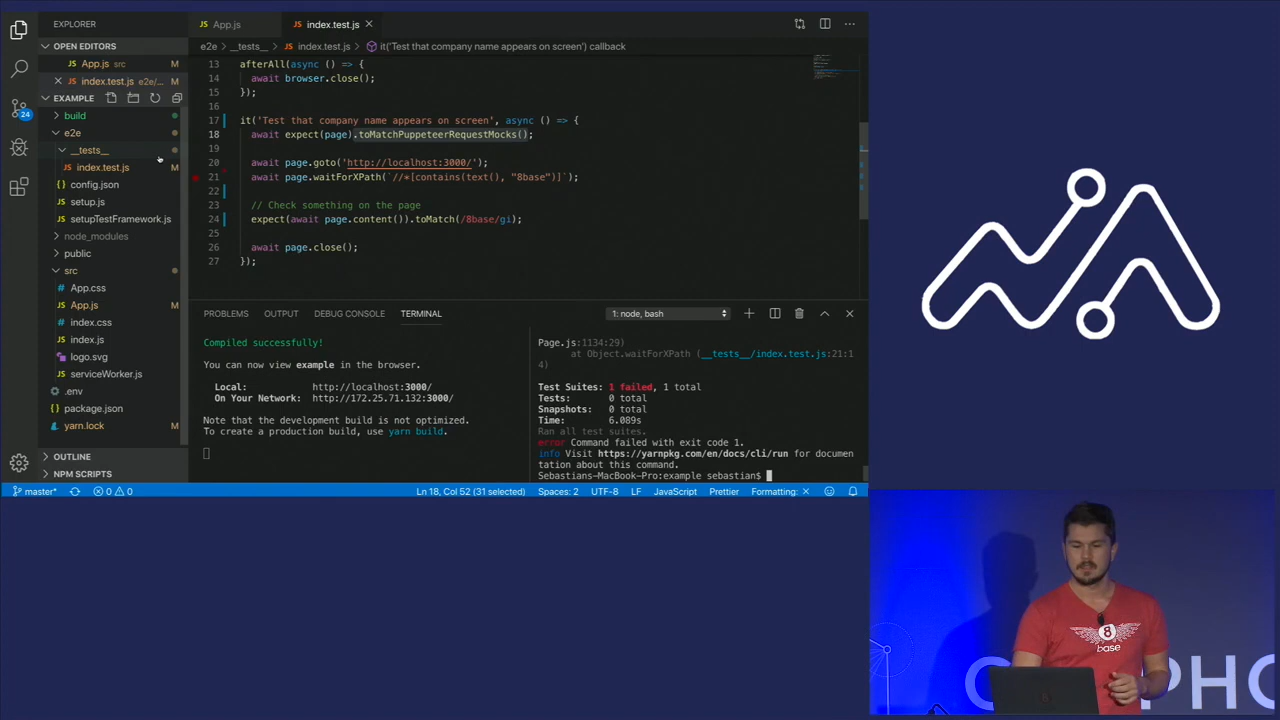 EXPLORER
OPEN EDITORS
App.js src M
index.test.js e2e/... M
EXAMPLE
build
e2e
__tests__
index.test.js M
config.json
setup.js
setupTestFramework.js
node_modules
public
src
App.css
App.js M
index.css
index.js
logo.svg
serviceWorker.js
.env
package.json
yarn.lock
OUTLINE
NPM SCRIPTS
24
App.js
index.test.js
e2e
__tests__
index.test.js
it('Test that company name appears on screen') callback
13 afterAll(async () => {
14 await browser.close();
15 });
16
17 it('Test that company name appears on screen', async () => {
18 await expect(page).toMatchPuppeteerRequestMocks();
19
20 await page.goto('http://localhost:3000/');
21 await page.waitForXPath(`//*[contains(text(), "8base")]`);
22
23 // Check something on the page
24 expect(await page.content()).toMatch(/8base/gi);
25
26 await page.close();
27 });
PROBLEMS OUTPUT DEBUG CONSOLE TERMINAL
1: node, bash
Compiled successfully!
You can now view example in the browser.
Local: http://localhost:3000/
On Your Network: http://172.25.71.132:3000/
Note that the development build is not optimized.
To create a production build, use yarn build.
Page.js:1134:29)
at Object.waitForXPath (__tests__/index.test.js:21:1
4)
Test Suites: 1 failed, 1 total
Tests: 0 total
Snapshots: 0 total
Time: 6.089s
Ran all test suites.
error Command failed with exit code 1.
info Visit https://yarnpkg.com/en/docs/cli/run for documen
tation about this command.
Sebastians-MacBook-Pro:example sebastian$
master*
0
0
Ln 18, Col 52 (31 selected)
Spaces: 2
UTF-8
LF
JavaScript
Prettier
Formatting: ×
8
base
PHO